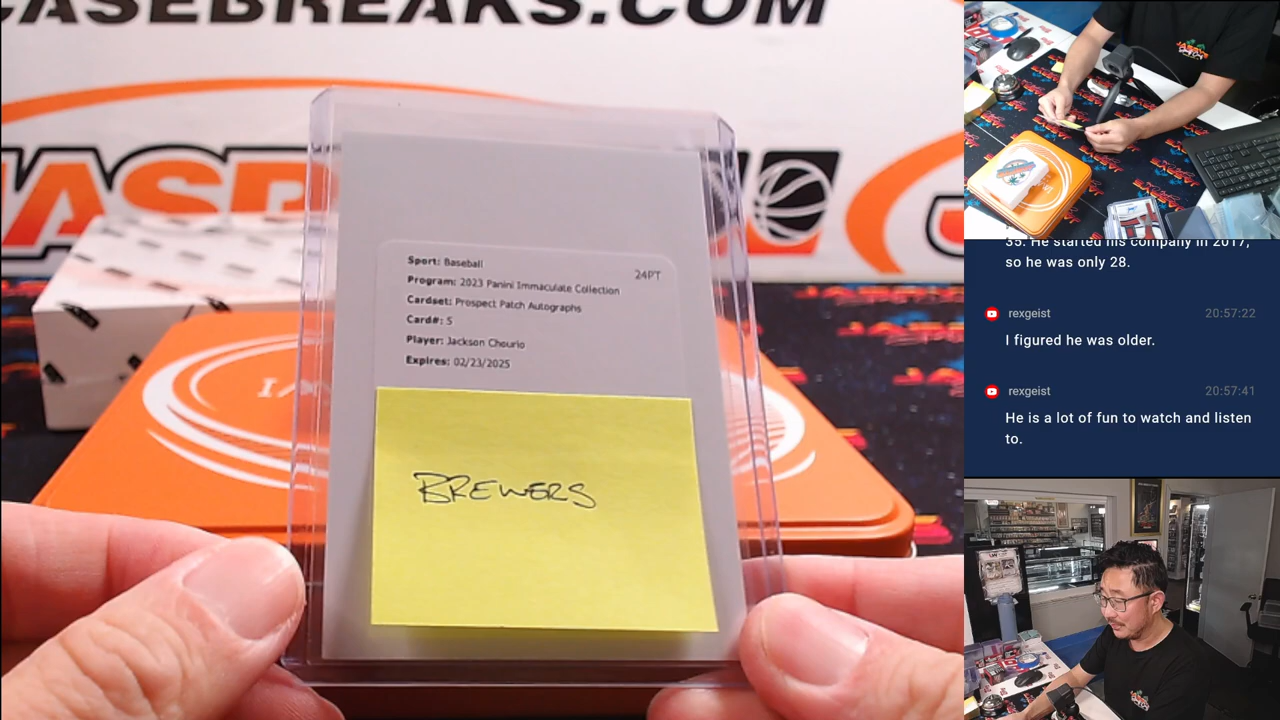 CASEBREAKS.COM
JASP
Sport: Baseball
24PT
Program: 2023 Panini Immaculate Collection
Cardset: Prospect Patch Autographs
Card#: 5
Player: Jackson Chourio
Expires: 02/23/2025
BREWERS
35. He started his company in 2017,
so he was only 28.
rexgeist 20:57:22
I figured he was older.
rexgeist 20:57:41
He is a lot of fun to watch and listen
to.